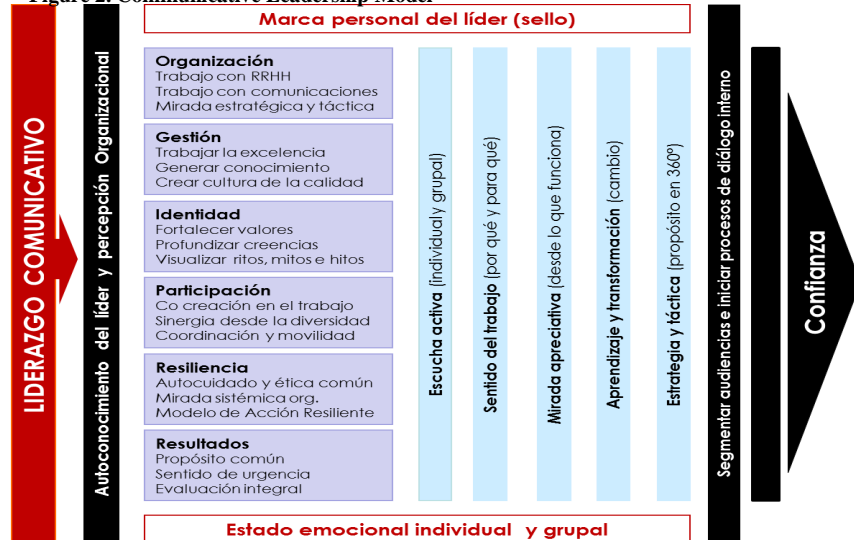 Figure 2. Communicative Leadership Model
Marca personal del líder (sello)
LIDERAZGO COMUNICATIVO
Autoconocimiento del líder y percepción Organizacional
Organización
Trabajo con RRHH
Trabajo con comunicaciones
Mirada estratégica y táctica
Gestión
Trabajar la excelencia
Generar conocimiento
Crear cultura de la calidad
Identidad
Fortalecer valores
Profundizar creencias
Visualizar ritos, mitos e hitos
Participación
Co creación en el trabajo
Sinergia desde la diversidad
Coordinación y movilidad
Resiliencia
Autocuidado y ética común
Mirada sistémica org.
Modelo de Acción Resiliente
Resultados
Propósito común
Sentido de urgencia
Evaluación integral
Escucha activa (individual y grupal)
Sentido del trabajo (por qué y para qué)
Mirada apreciativa (desde lo que funciona)
Aprendizaje y transformación (cambio)
Estrategia y táctica (propósito en 360º)
Segmentar audiencias e iniciar procesos de diálogo interno
Confianza
Estado emocional individual y grupal